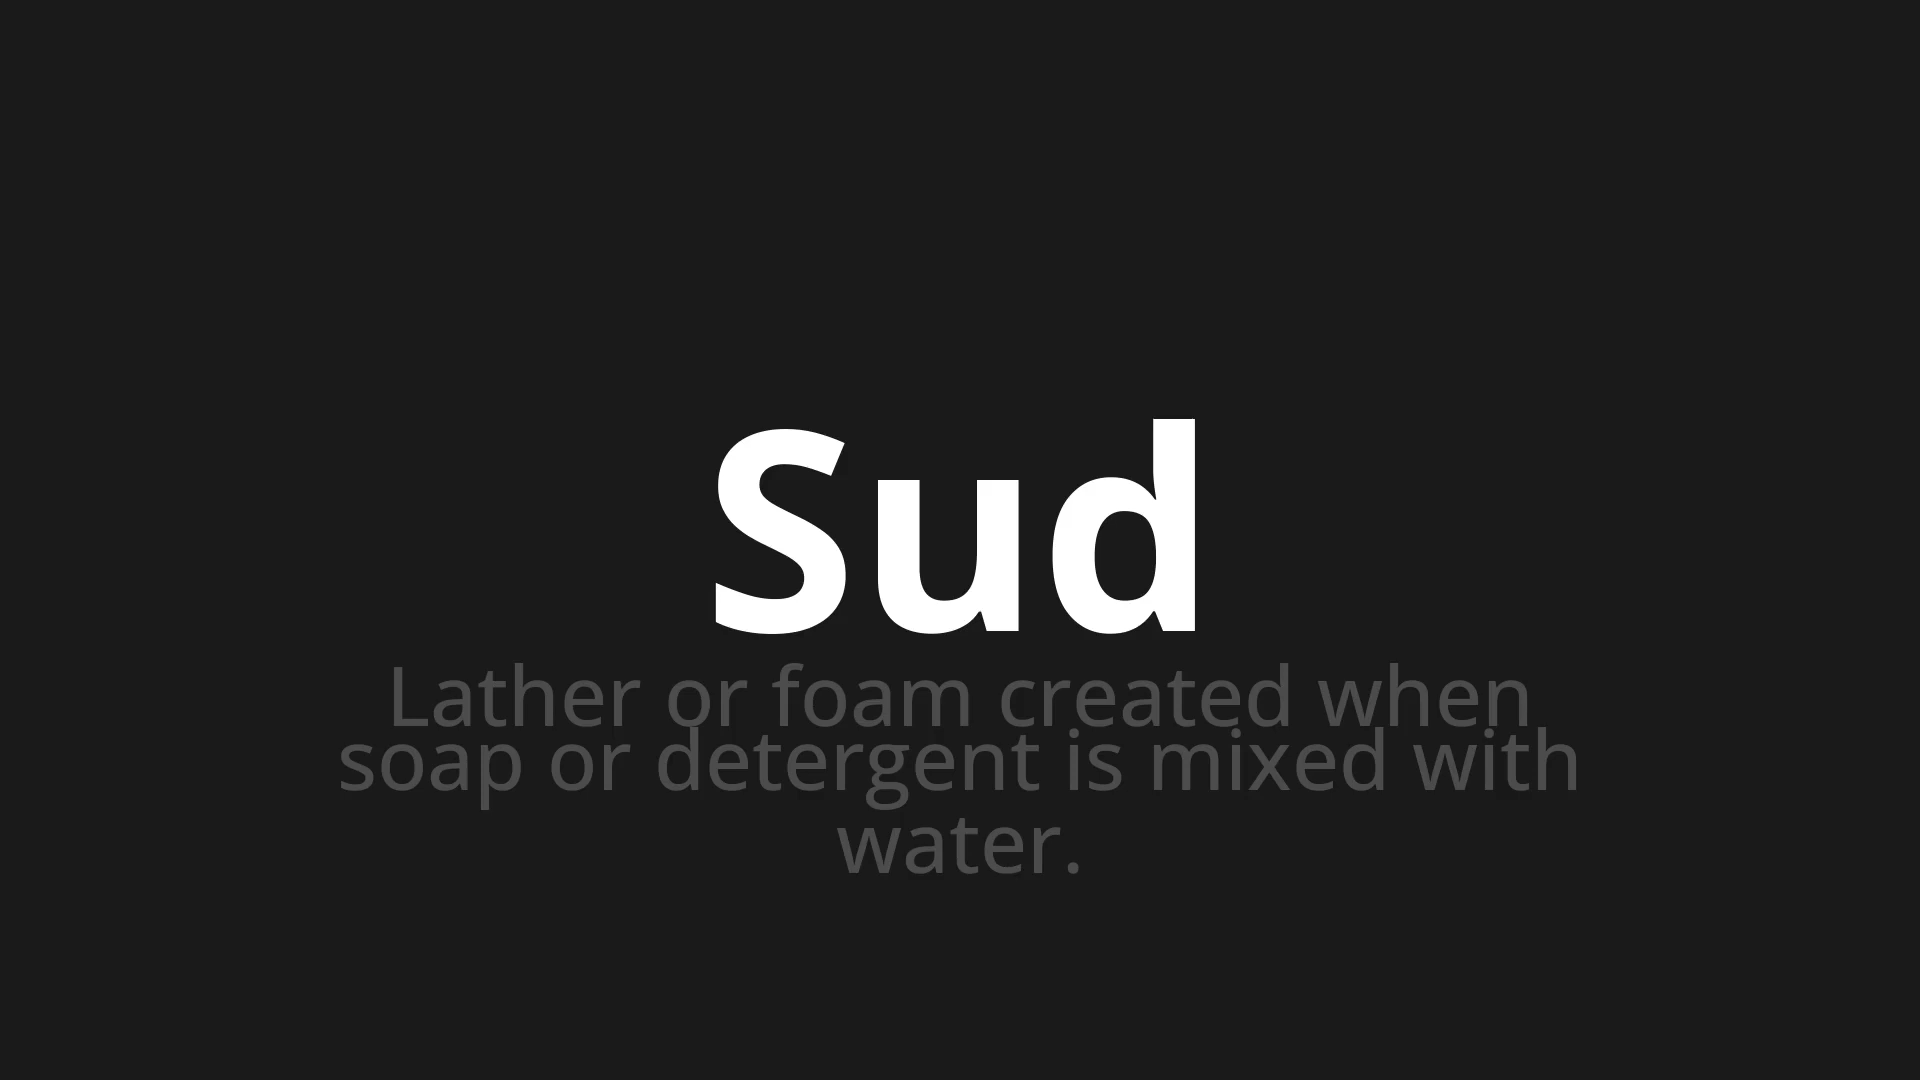 Sud
Lather or foam created when
soap or detergent is mixed with
water.